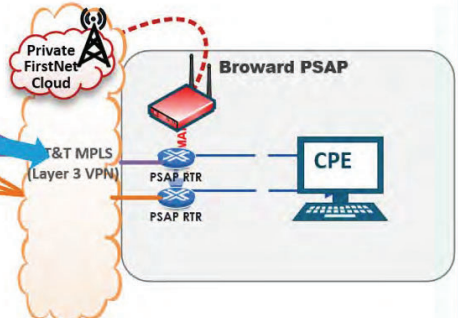 Private
FirstNet
Cloud
Broward PSAP
T&T MPLS
(Layer 3 VPN)
PSAP RTR
PSAP RTR
CPE